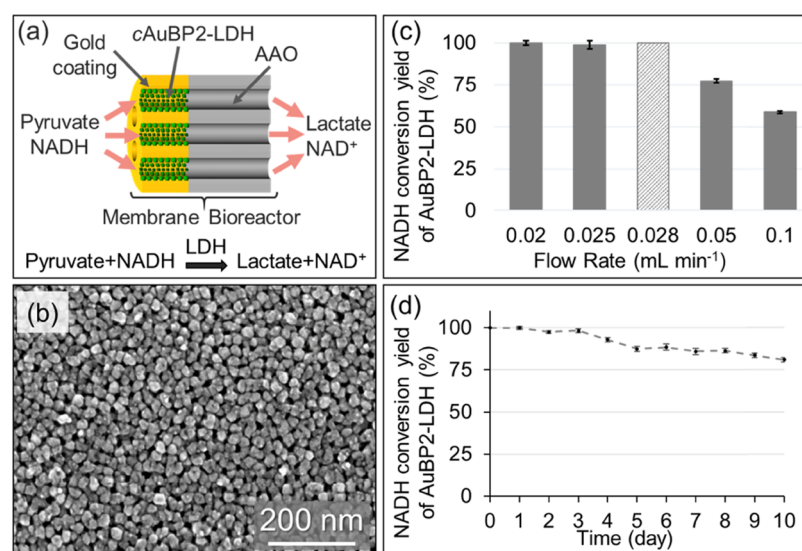 (a)
Gold
coating
cAuBP2-LDH
AAO
Pyruvate
NADH
Lactate
NAD⁺
Membrane Bioreactor
LDH
Pyruvate+NADH
Lactate+NAD⁺
(b)
200 nm
(c)
NADH conversion yield
of AuBP2-LDH (%)
100
75
50
25
0
0.02 0.025 0.028 0.05 0.1
Flow Rate (mL min⁻¹)
(d)
NADH conversion yield
of AuBP2-LDH (%)
100
75
50
25
0
0 1 2 3 4 5 6 7 8 9 10
Time (day)